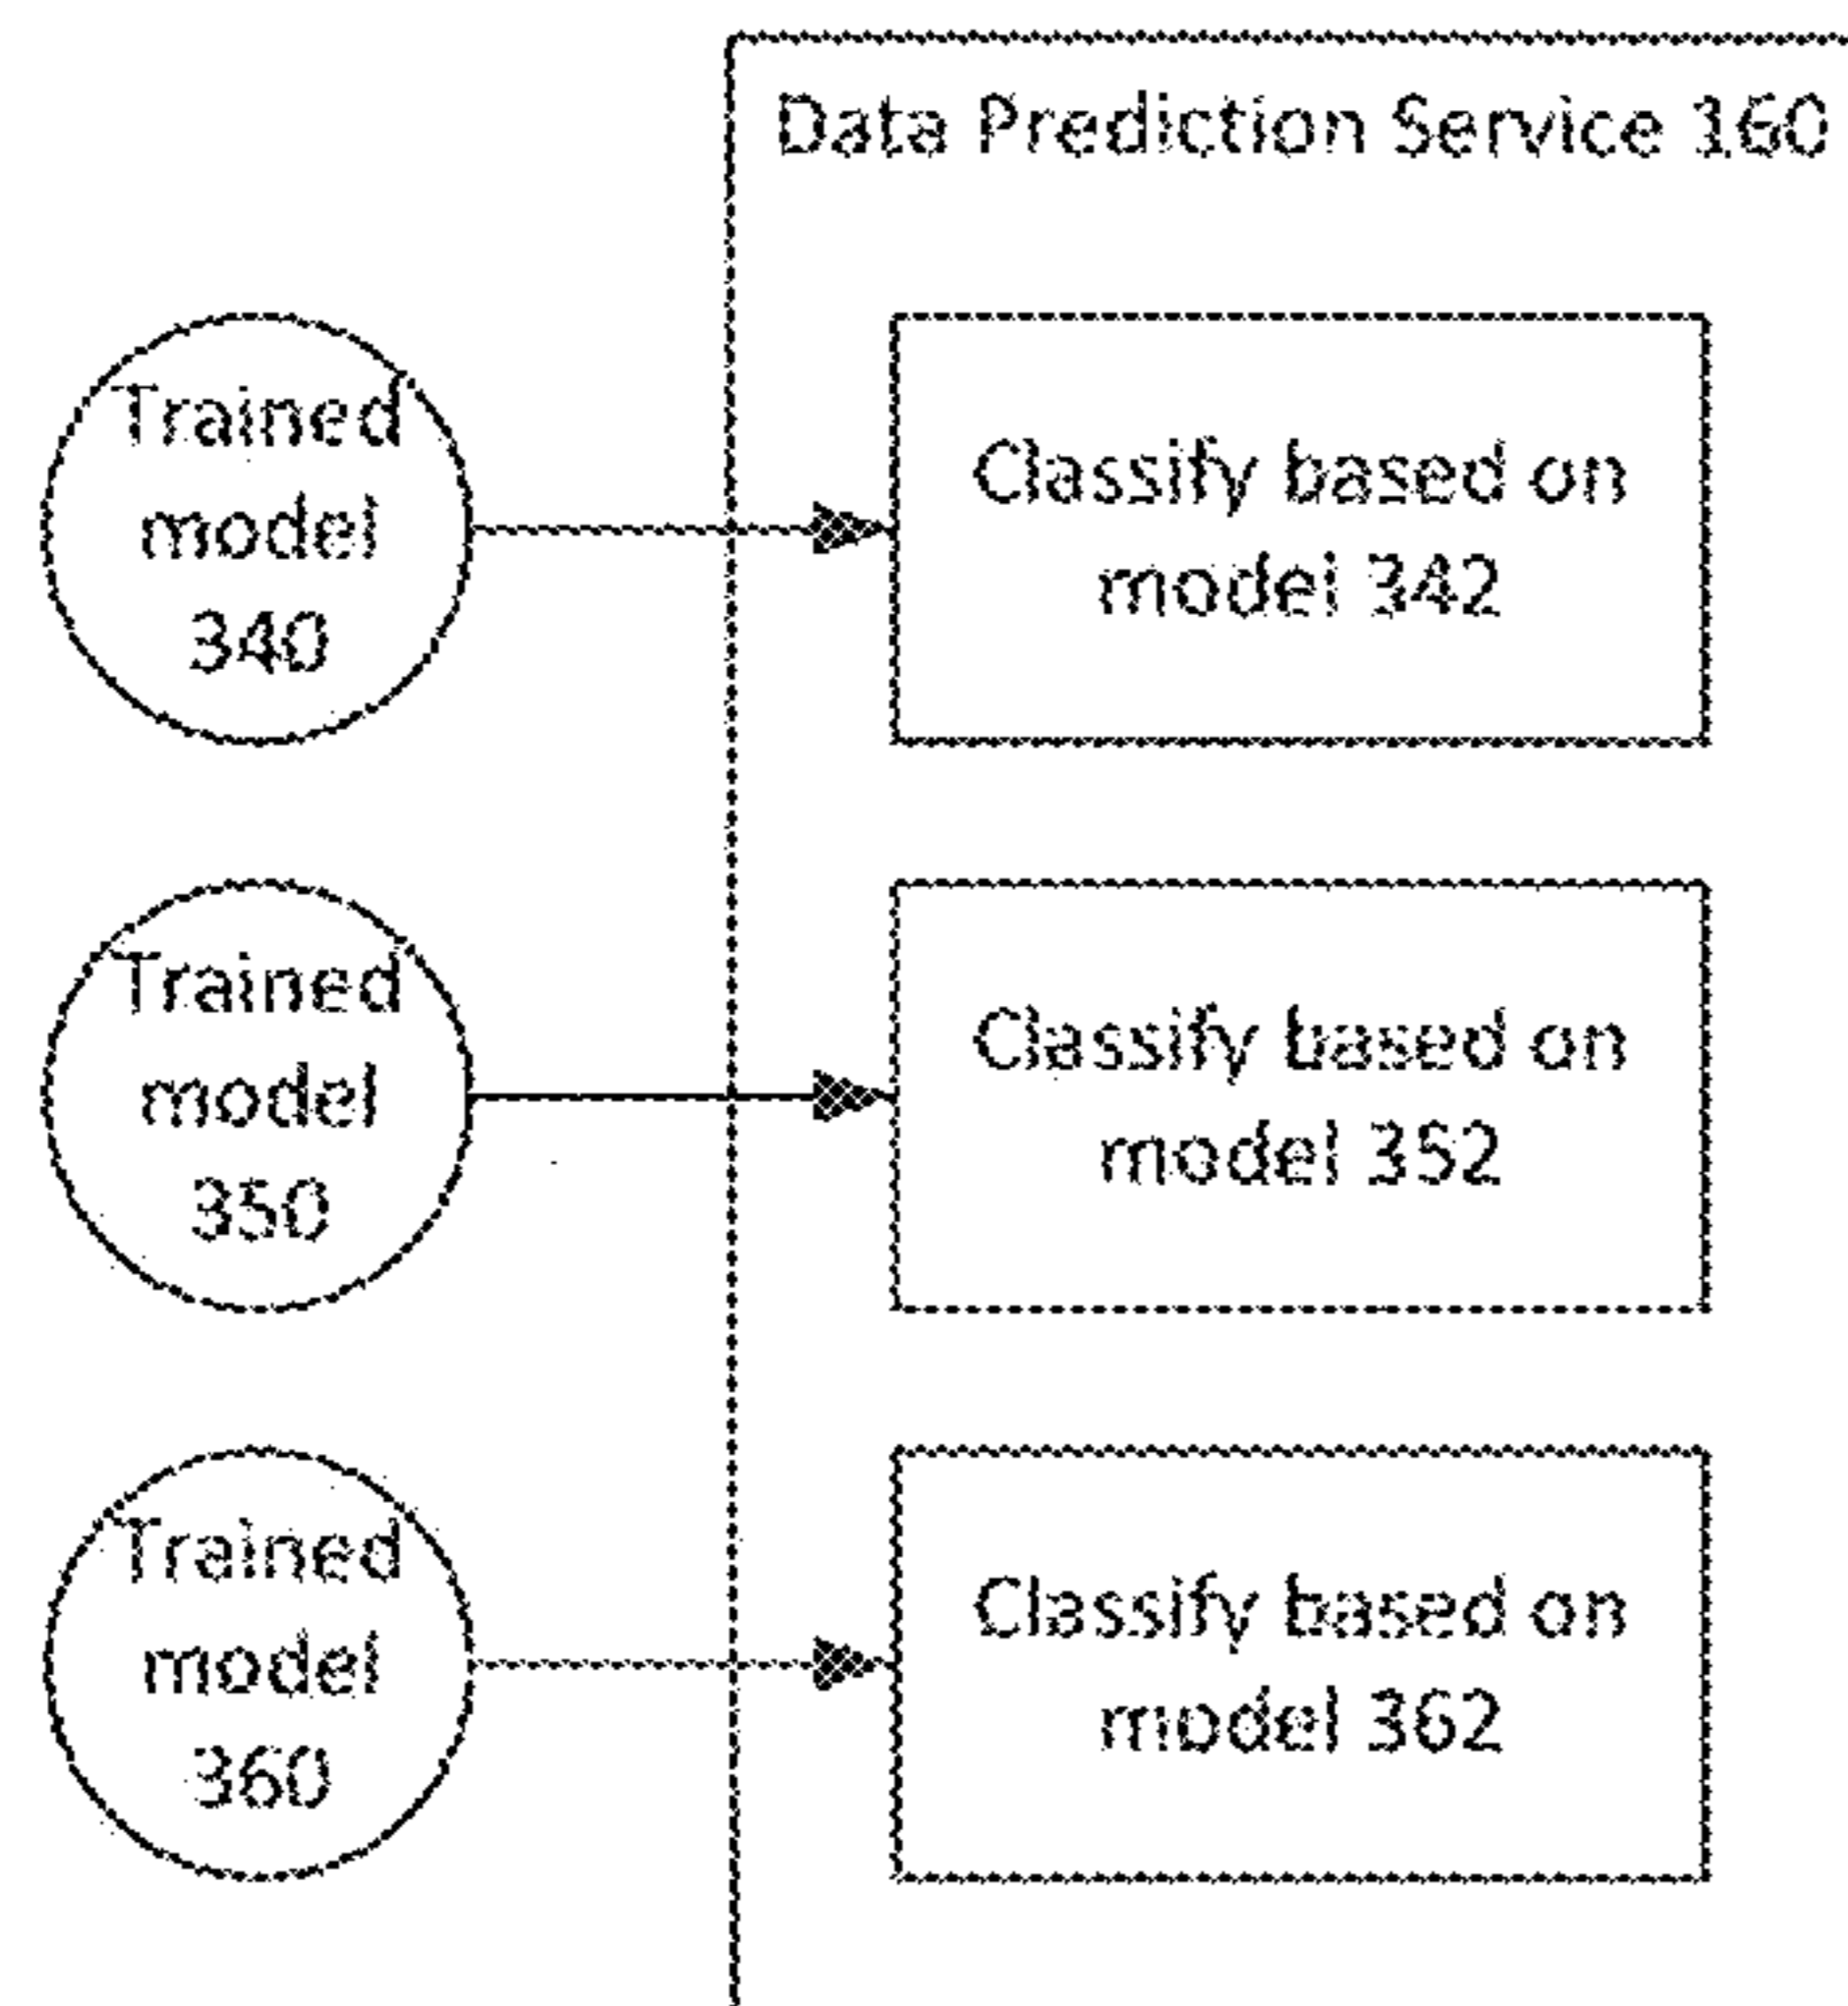 Data Prediction Service 160
Trained
model
340
Classify based on
model 342
Trained
model
350
Classify based on
model 352
Trained
model
360
Classify based on
model 362